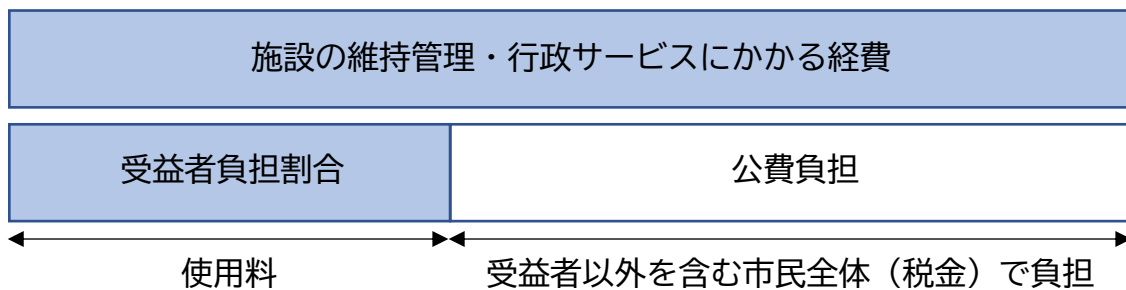 施設の維持管理・行政サービスにかかる経費
受益者負担割合
公費負担
使用料
受益者以外を含む市民全体（税金）で負担